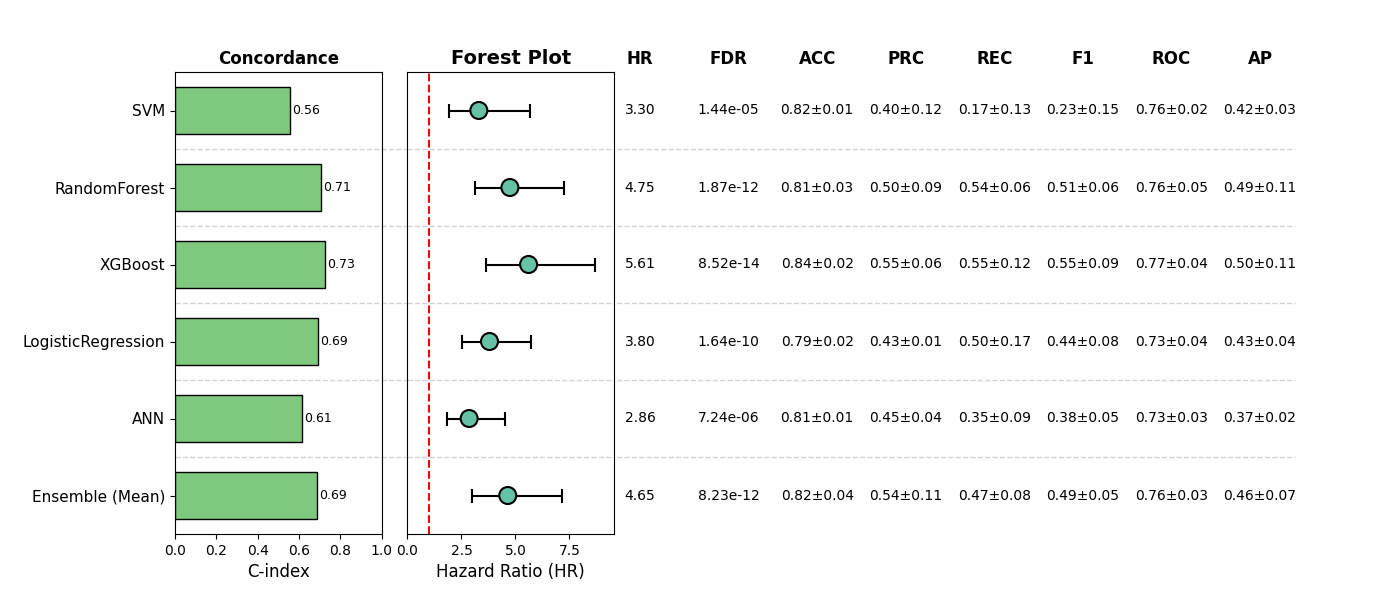 Concordance Forest Plot HR FDR ACC PRC REC F1 ROC AP
SVM 0.56 3.30 1.44e-05 0.82±0.01 0.40±0.12 0.17±0.13 0.23±0.15 0.76±0.02 0.42±0.03
RandomForest 0.71 4.75 1.87e-12 0.81±0.03 0.50±0.09 0.54±0.06 0.51±0.06 0.76±0.05 0.49±0.11
XGBoost 0.73 5.61 8.52e-14 0.84±0.02 0.55±0.06 0.55±0.12 0.55±0.09 0.77±0.04 0.50±0.11
LogisticRegression 0.69 3.80 1.64e-10 0.79±0.02 0.43±0.01 0.50±0.17 0.44±0.08 0.73±0.04 0.43±0.04
ANN 0.61 2.86 7.24e-06 0.81±0.01 0.45±0.04 0.35±0.09 0.38±0.05 0.73±0.03 0.37±0.02
Ensemble (Mean) 0.69 4.65 8.23e-12 0.82±0.04 0.54±0.11 0.47±0.08 0.49±0.05 0.76±0.03 0.46±0.07
0.0 0.2 0.4 0.6 0.8 1.0 0.0 2.5 5.0 7.5
C-index Hazard Ratio (HR)